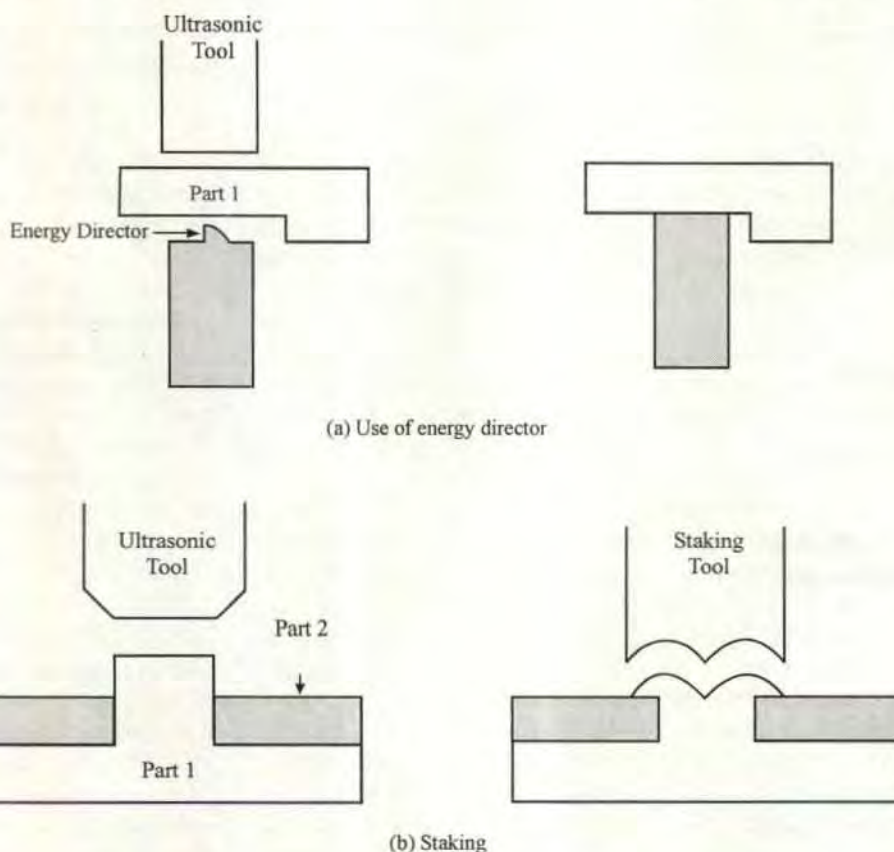 Ultrasonic
Tool
Part 1
Energy Director
(a) Use of energy director
Ultrasonic
Tool
Staking
Tool
Part 2
Part 1
(b) Staking